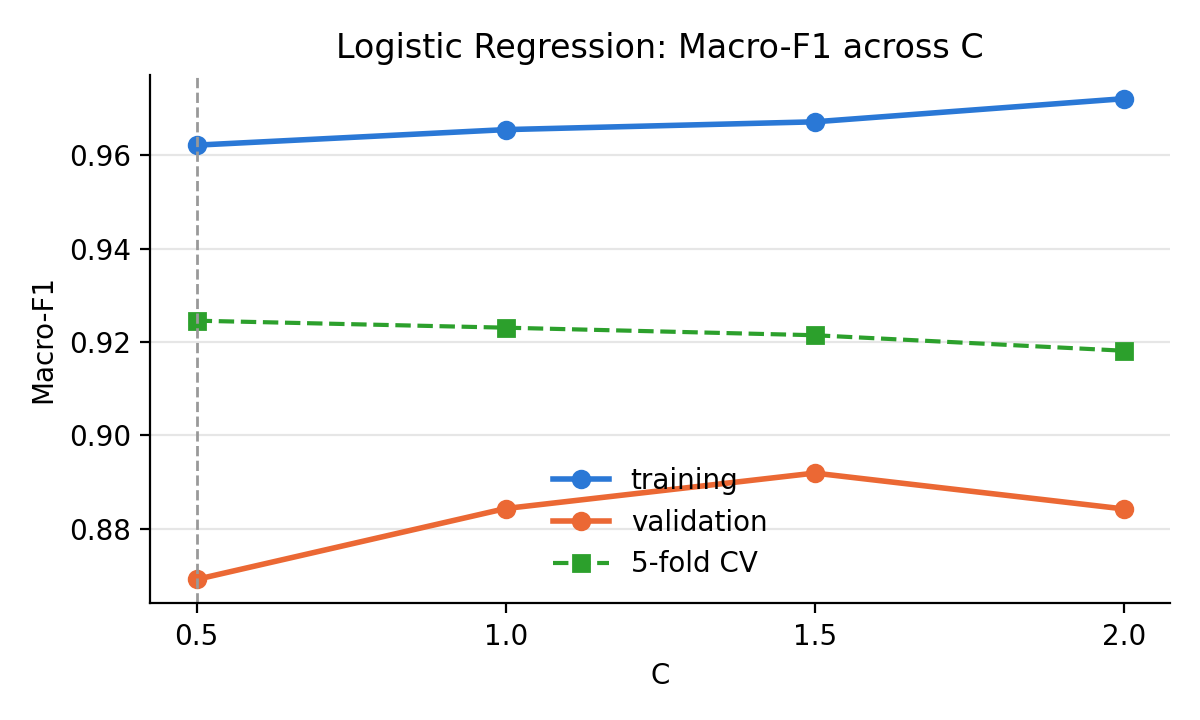 Logistic Regression: Macro-F1 across C
Macro-F1
0.96
0.94
0.92
0.90
0.88
training
validation
5-fold CV
0.5 1.0 1.5 2.0
C